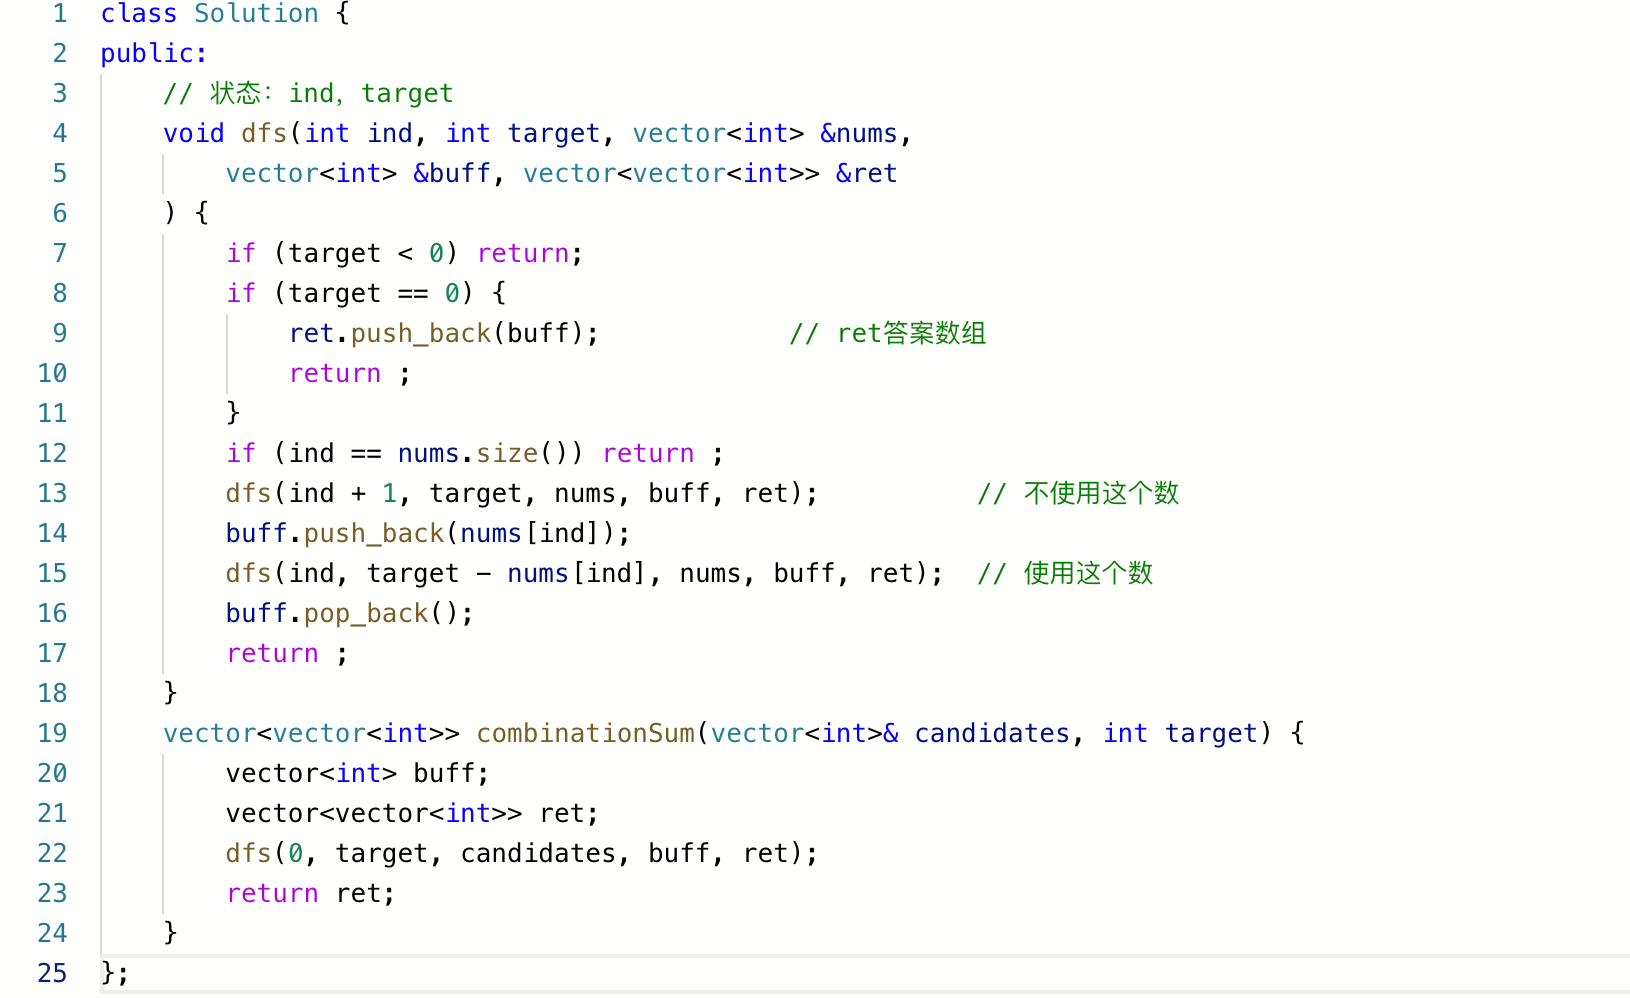 1 class Solution {
2 public:
3     // 状态：ind，target
4     void dfs(int ind, int target, vector<int> &nums,
5         vector<int> &buff, vector<vector<int>> &ret
6     ) {
7         if (target < 0) return;
8         if (target == 0) {
9             ret.push_back(buff);            // ret答案数组
10             return ;
11         }
12         if (ind == nums.size()) return ;
13         dfs(ind + 1, target, nums, buff, ret);          // 不使用这个数
14         buff.push_back(nums[ind]);
15         dfs(ind, target - nums[ind], nums, buff, ret);  // 使用这个数
16         buff.pop_back();
17         return ;
18     }
19     vector<vector<int>> combinationSum(vector<int>& candidates, int target) {
20         vector<int> buff;
21         vector<vector<int>> ret;
22         dfs(0, target, candidates, buff, ret);
23         return ret;
24     }
25 };